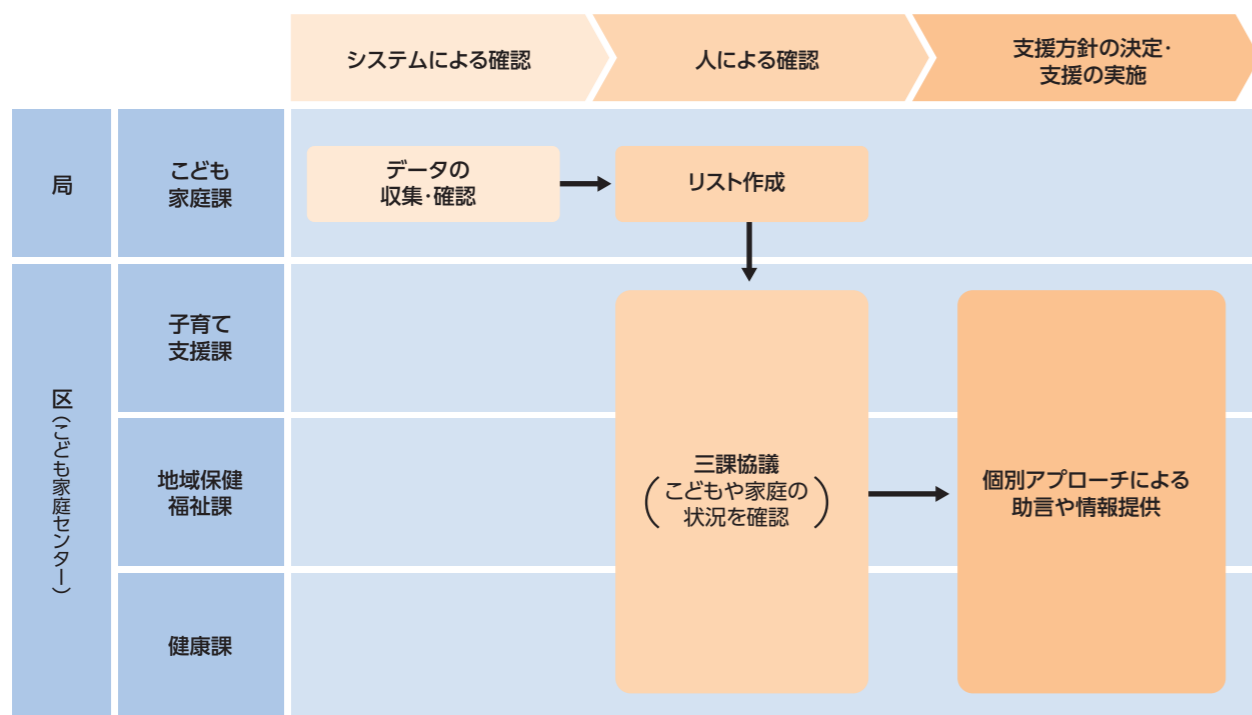 システムによる確認
人による確認
支援方針の決定・
支援の実施
局
こども
家庭課
データの
収集・確認
リスト作成
区(こども家庭センター)
子育て
支援課
地域保健
福祉課
健康課
三課協議
(こどもや家庭の
状況を確認)
個別アプローチによる
助言や情報提供